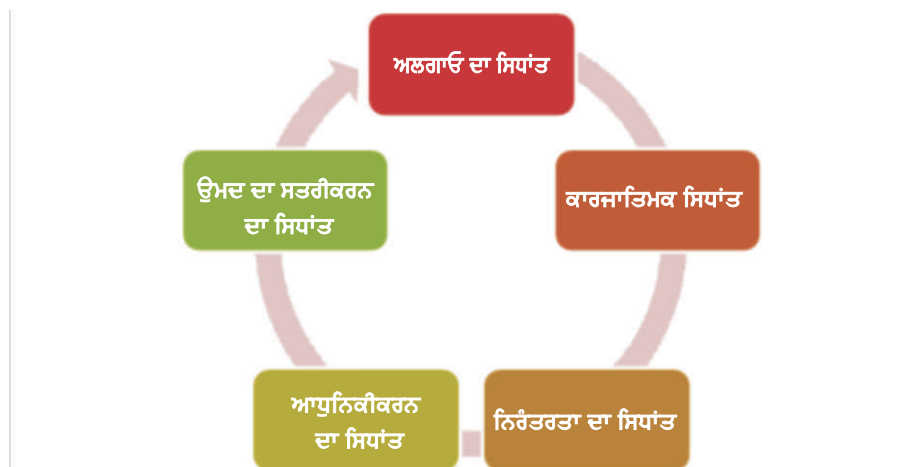 ਅਲਗਾਓ ਦਾ ਸਿਧਾਂਤ
ਕਾਰਜਾਤਿਮਕ ਸਿਧਾਂਤ
ਨਿਰੰਤਰਤਾ ਦਾ ਸਿਧਾਂਤ
ਆਧੁਨਿਕੀਕਰਨ
ਦਾ ਸਿਧਾਂਤ
ਉਮਦ ਦਾ ਸਤਰੀਕਰਨ
ਦਾ ਸਿਧਾਂਤ